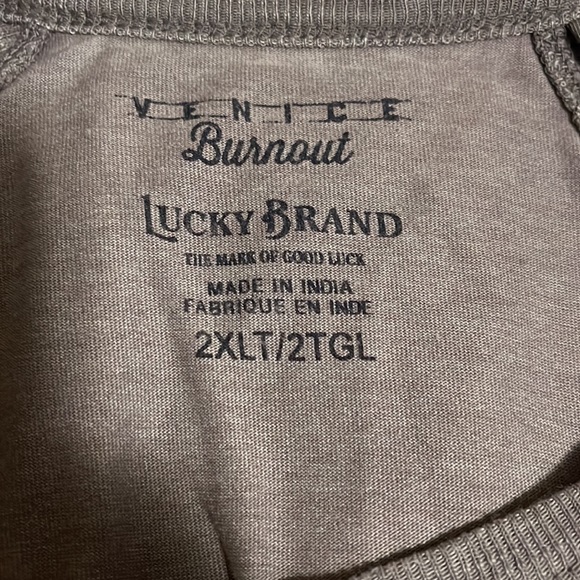 VENICE
Burnout
LUCKY BRAND
THE MARK OF GOOD LUCK
MADE IN INDIA
FABRIQUE EN INDE
2XLT/2TGL